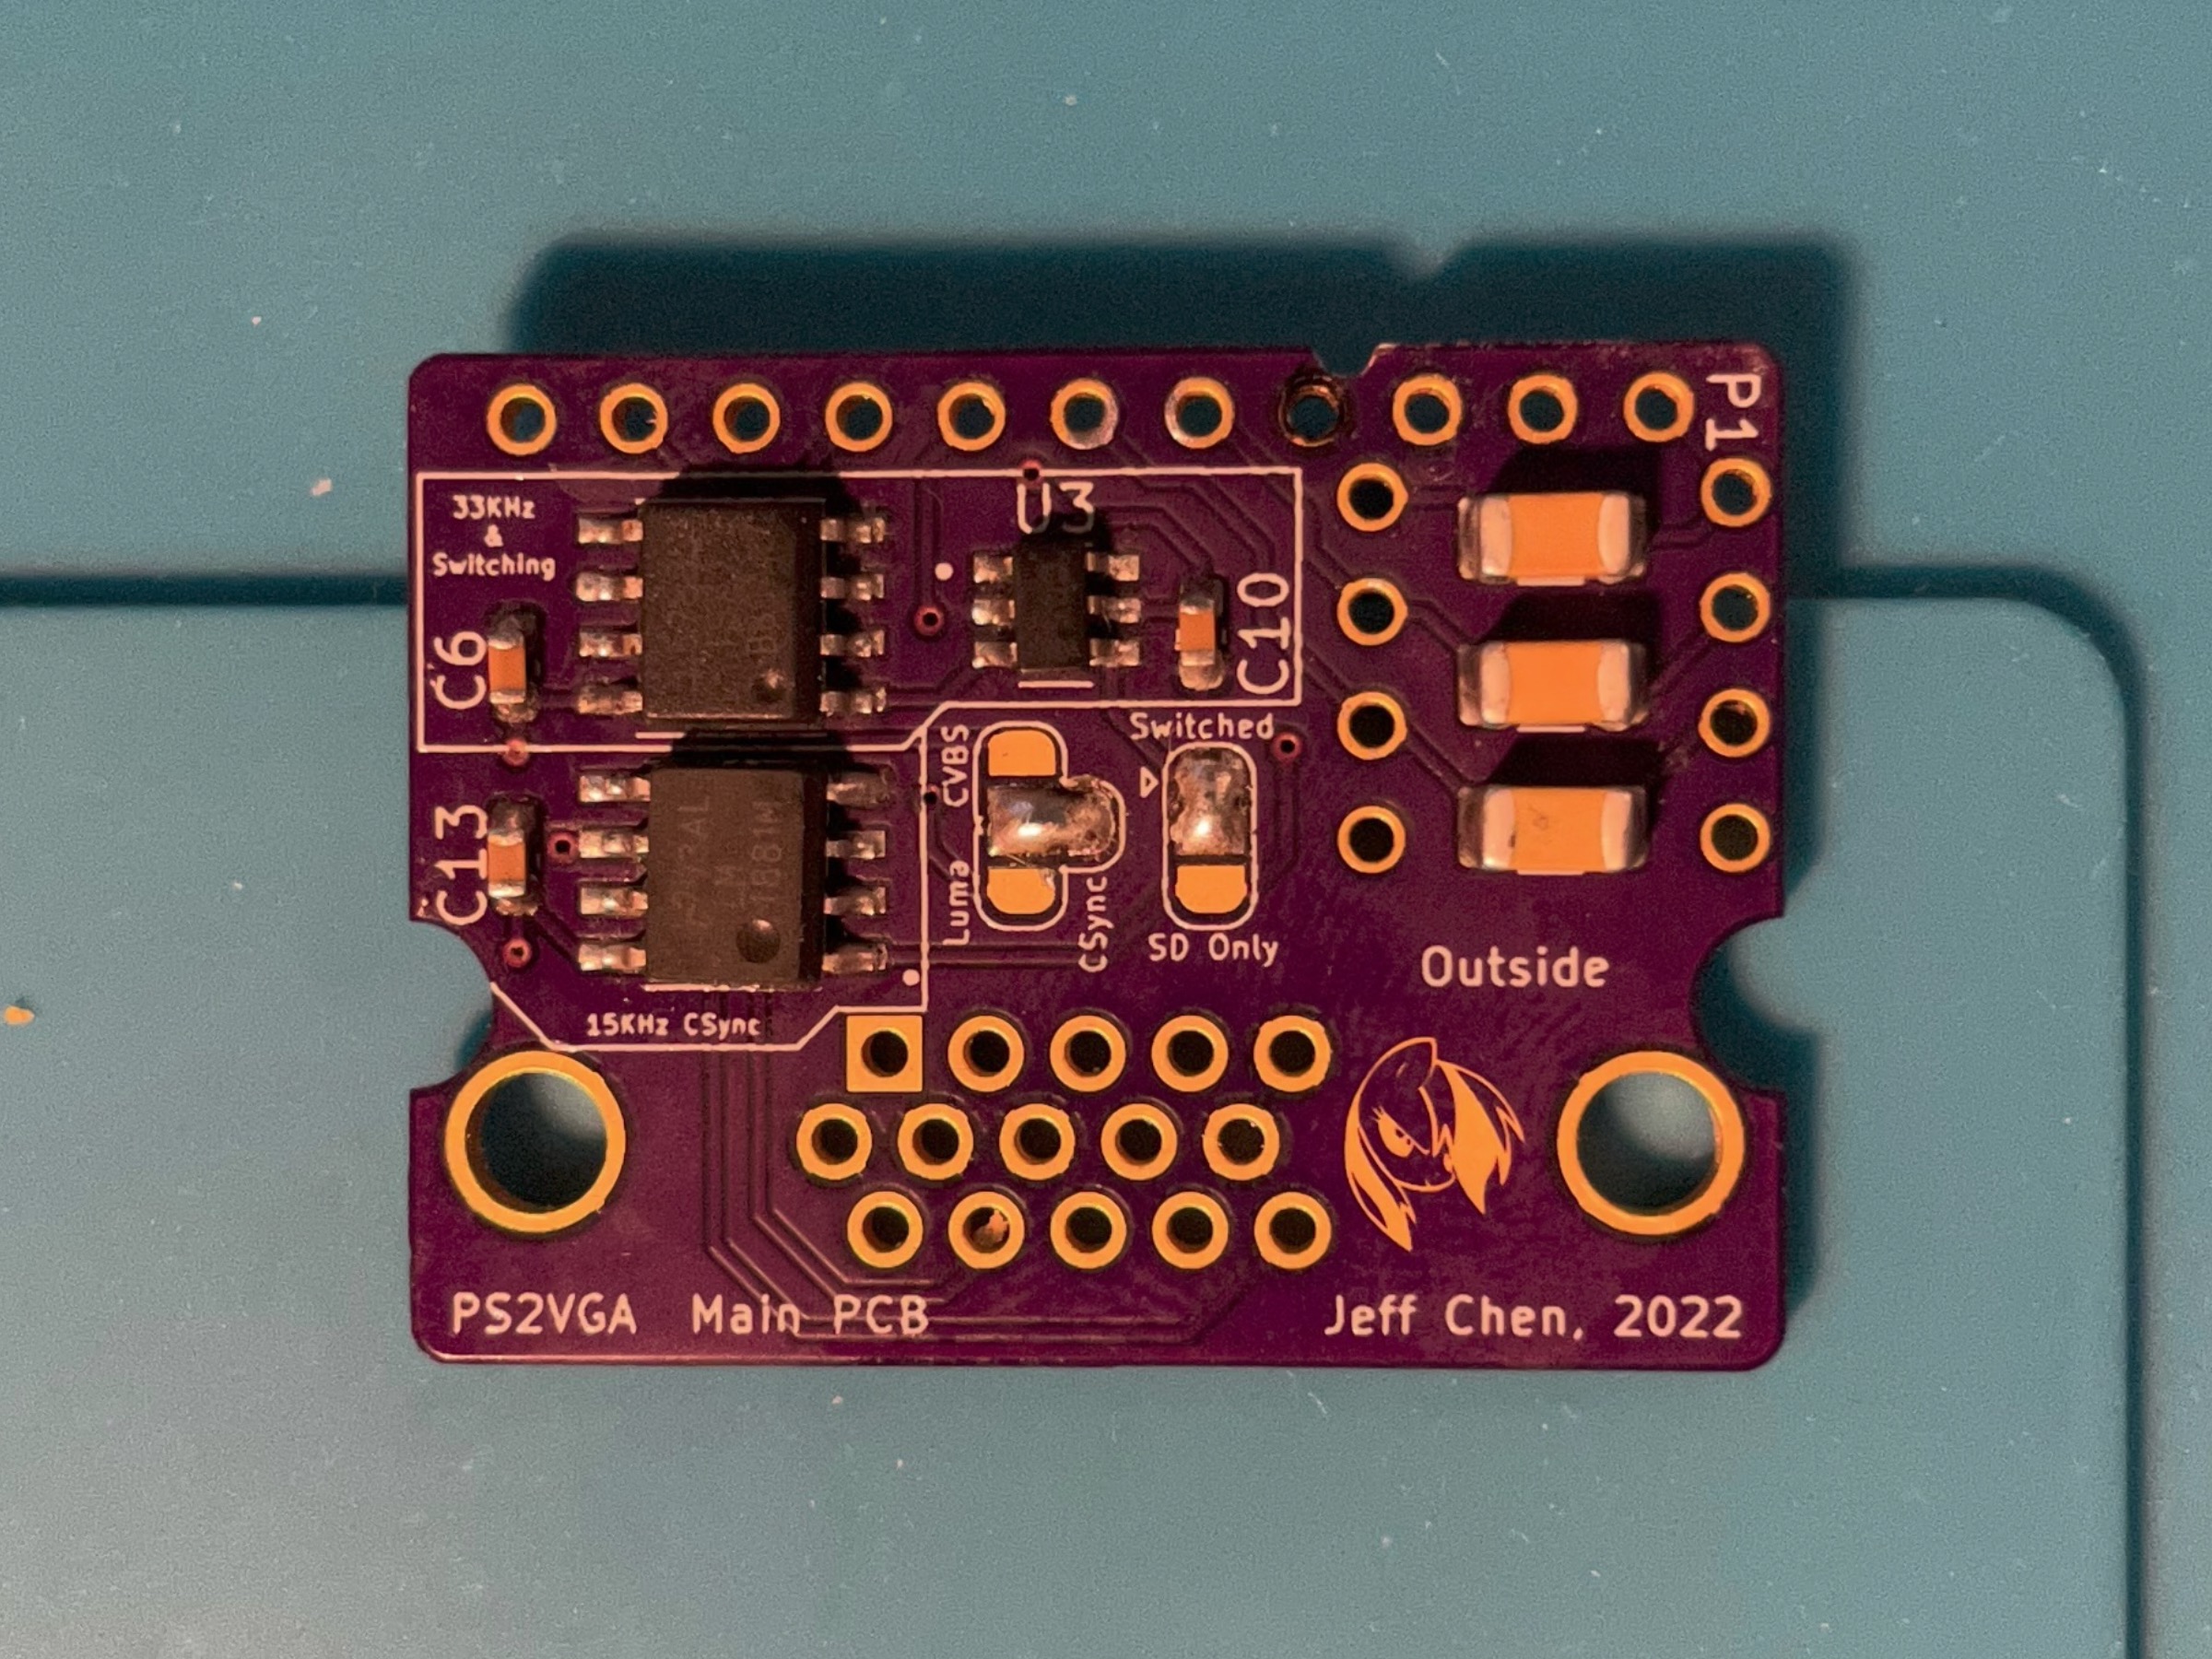 P1
33KHz
&
Switching
U3
C6
C10
Switched
CVBS
C13
Luma
CSync
SD Only
Outside
15KHz CSync
PS2VGA Main PCB
Jeff Chen, 2022